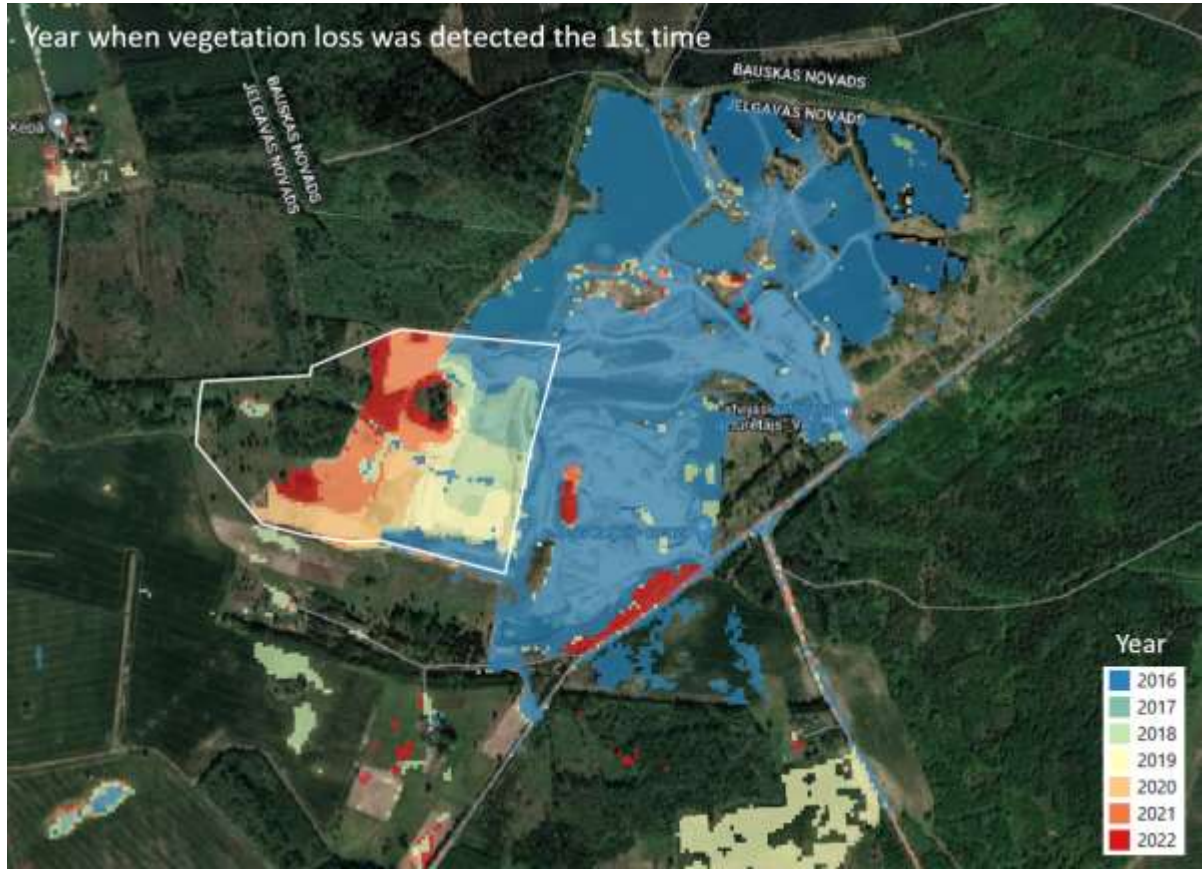 Year when vegetation loss was detected the 1st time
BAUSKAS NOVADS
JELGAVAS NOVADS
BAUSKAS NOVADS
JELGAVAS NOVADS
Year
2016
2017
2018
2019
2020
2021
2022